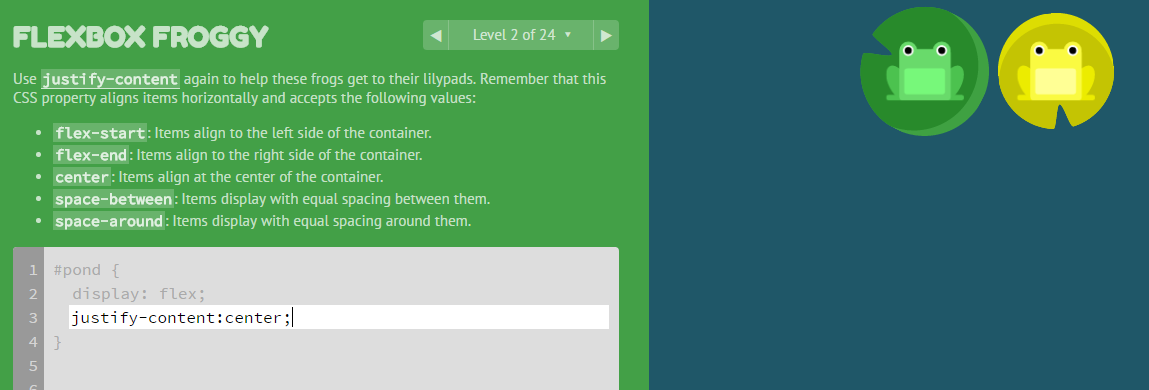 FLEXBOX FROGGY
◀ Level 2 of 24 ▼ ▶
Use justify-content again to help these frogs get to their lilypads. Remember that this
CSS property aligns items horizontally and accepts the following values:
• flex-start: Items align to the left side of the container.
• flex-end: Items align to the right side of the container.
• center: Items align at the center of the container.
• space-between: Items display with equal spacing between them.
• space-around: Items display with equal spacing around them.
1 #pond {
2 display: flex;
3 justify-content:center;
4 }
5